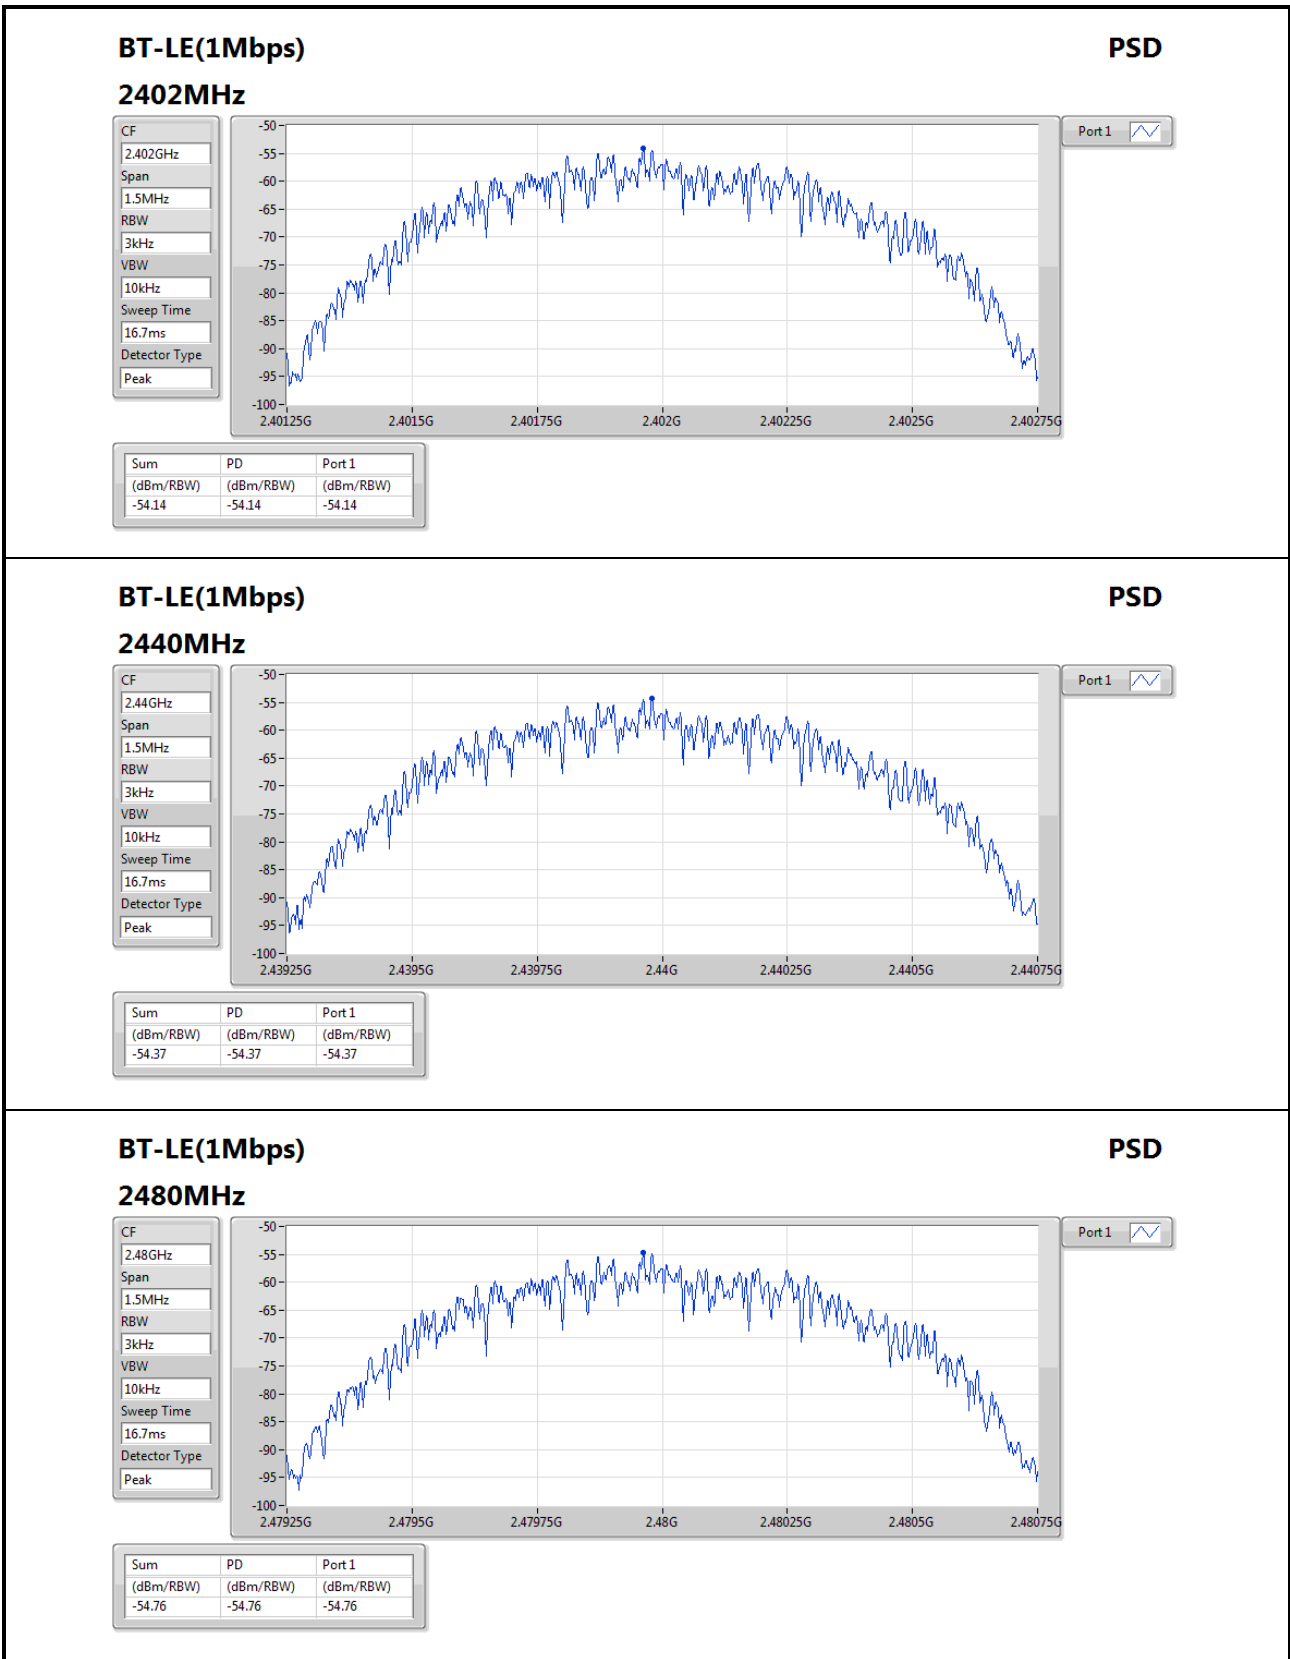 BT-LE(1Mbps) PSD
2402MHz
CF
2.402GHz
Span
1.5MHz
RBW
3kHz
VBW
10kHz
Sweep Time
16.7ms
Detector Type
Peak
-50
-55
-60
-65
-70
-75
-80
-85
-90
-95
-100
2.40125G 2.4015G 2.40175G 2.402G 2.40225G 2.4025G 2.40275G
Port 1
Sum PD Port 1
(dBm/RBW) (dBm/RBW) (dBm/RBW)
-54.14 -54.14 -54.14
BT-LE(1Mbps) PSD
2440MHz
CF
2.44GHz
Span
1.5MHz
RBW
3kHz
VBW
10kHz
Sweep Time
16.7ms
Detector Type
Peak
-50
-55
-60
-65
-70
-75
-80
-85
-90
-95
-100
2.43925G 2.4395G 2.43975G 2.44G 2.44025G 2.4405G 2.44075G
Port 1
Sum PD Port 1
(dBm/RBW) (dBm/RBW) (dBm/RBW)
-54.37 -54.37 -54.37
BT-LE(1Mbps) PSD
2480MHz
CF
2.48GHz
Span
1.5MHz
RBW
3kHz
VBW
10kHz
Sweep Time
16.7ms
Detector Type
Peak
-50
-55
-60
-65
-70
-75
-80
-85
-90
-95
-100
2.47925G 2.4795G 2.47975G 2.48G 2.48025G 2.4805G 2.48075G
Port 1
Sum PD Port 1
(dBm/RBW) (dBm/RBW) (dBm/RBW)
-54.76 -54.76 -54.76